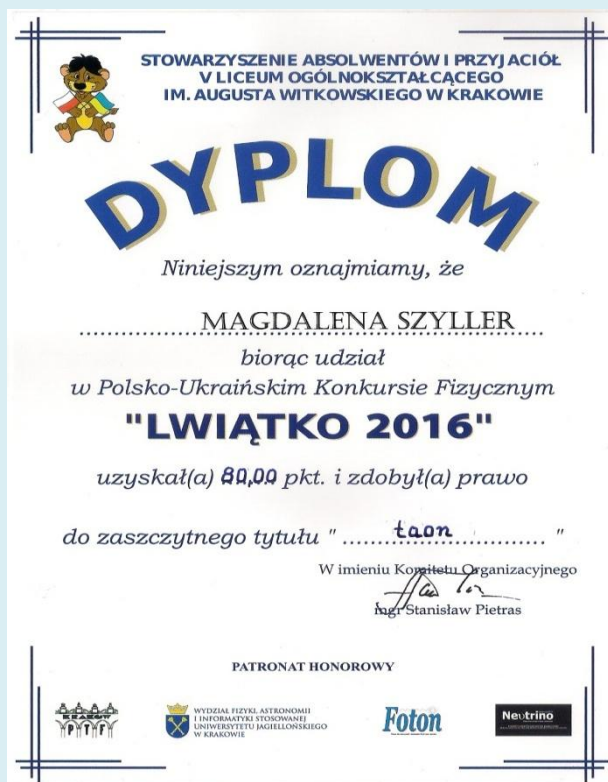 STOWARZYSZENIE ABSOLWENTÓW I PRZYJACIÓŁ
V LICEUM OGÓLNOKSZTAŁCĄCEGO
IM. AUGUSTA WITKOWSKIEGO W KRAKOWIE
DYPLOM
Niniejszym oznajmiamy, że
MAGDALENA SZYLLER
biorąc udział
w Polsko-Ukraińskim Konkursie Fizycznym
"LWIĄTKO 2016"
uzyskał(a) 80,00 pkt. i zdobył(a) prawo
do zaszczytnego tytułu " taon "
W imieniu Komitetu Organizacyjnego
mgr Stanisław Pietras
PATRONAT HONOROWY
KRAKÓW
PTF
WYDZIAŁ FIZYKI, ASTRONOMII
I INFORMATYKI STOSOWANEJ
UNIWERSYTETU JAGIELLOŃSKIEGO
W KRAKOWIE
Foton
Neutrino